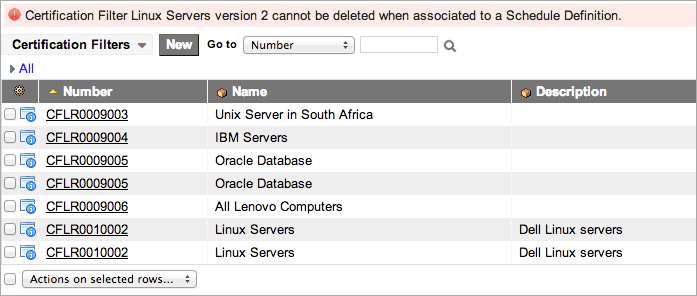 Certification Filter Linux Servers version 2 cannot be deleted when associated to a Schedule Definition.
Certification Filters New Go to Number
All
Number Name Description
CFLR0009003 Unix Server in South Africa
CFLR0009004 IBM Servers
CFLR0009005 Oracle Database
CFLR0009005 Oracle Database
CFLR0009006 All Lenovo Computers
CFLR0010002 Linux Servers Dell Linux servers
CFLR0010002 Linux Servers Dell Linux servers
Actions on selected rows...